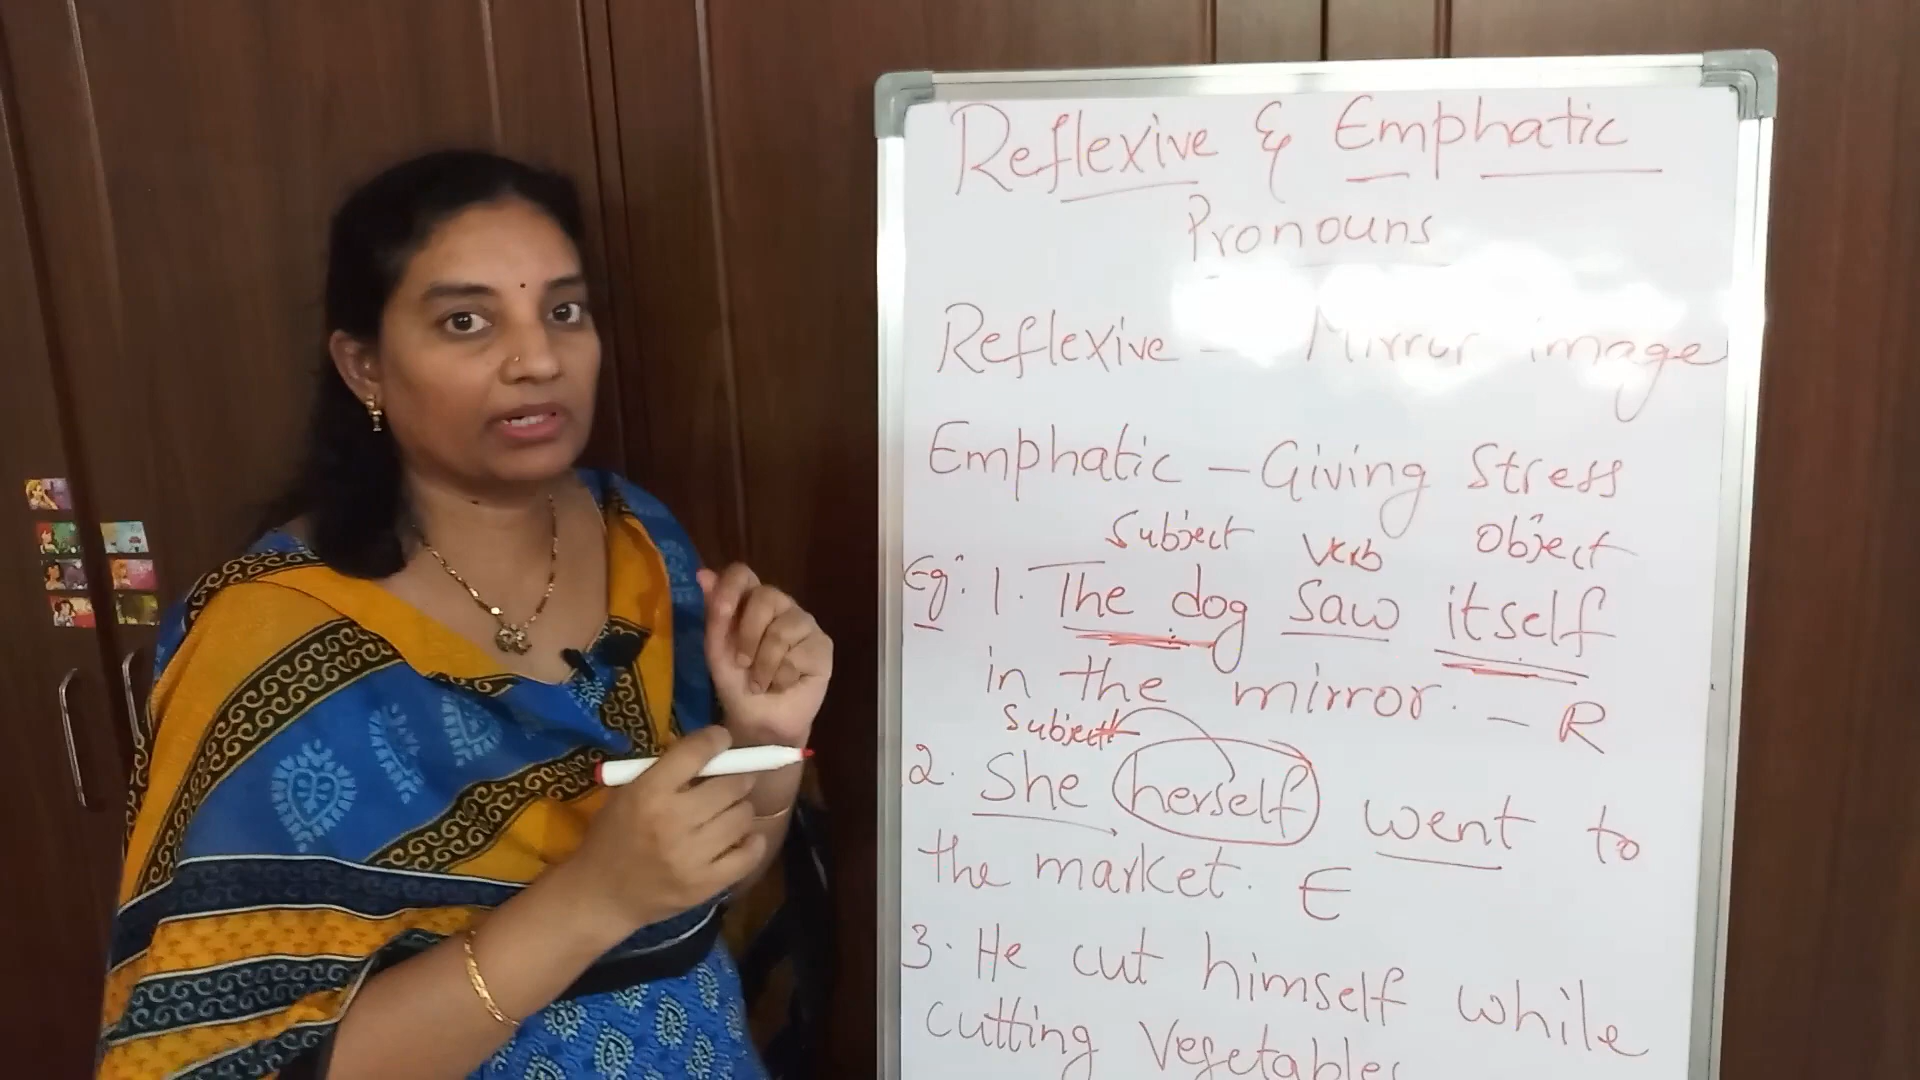 Reflexive & Emphatic
Pronouns
Reflexive - Mirror image
Emphatic - Giving Stress
Subject Verb Object
Eg: 1. The dog saw itself
in the mirror. - R
Subject
2. She herself went to
the market. E
3. He cut himself while
cutting vegetables